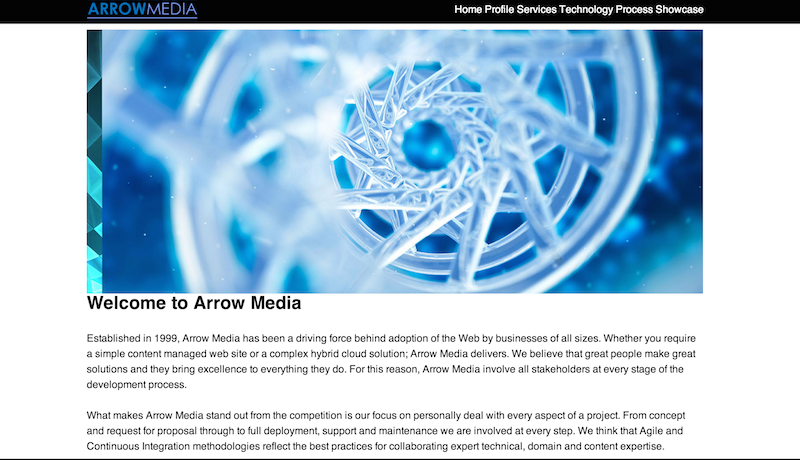 ARROWMEDIA
Home Profile Services Technology Process Showcase
Welcome to Arrow Media
Established in 1999, Arrow Media has been a driving force behind adoption of the Web by businesses of all sizes. Whether you require
a simple content managed web site or a complex hybrid cloud solution; Arrow Media delivers. We believe that great people make great
solutions and they bring excellence to everything they do. For this reason, Arrow Media involve all stakeholders at every stage of the
development process.
What makes Arrow Media stand out from the competition is our focus on personally deal with every aspect of a project. From concept
and request for proposal through to full deployment, support and maintenance we are involved at every step. We think that Agile and
Continuous Integration methodologies reflect the best practices for collaborating expert technical, domain and content expertise.